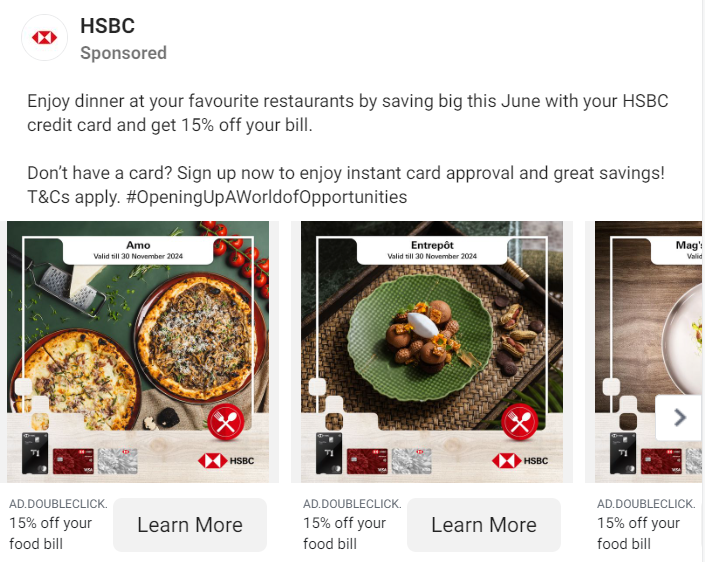 HSBC
Sponsored
Enjoy dinner at your favourite restaurants by saving big this June with your HSBC
credit card and get 15% off your bill.
Don’t have a card? Sign up now to enjoy instant card approval and great savings!
T&Cs apply. #OpeningUpAWorldofOpportunities
Amo
Valid till 30 November 2024
HSBC
VISA
AD.DOUBLECLICK.
15% off your
food bill
Learn More
Entrepôt
Valid till 30 November 2024
HSBC
VISA
AD.DOUBLECLICK.
15% off your
food bill
Learn More
Mag's
Valid
VISA
AD.DOUBLECLICK.
15% off your
food bill